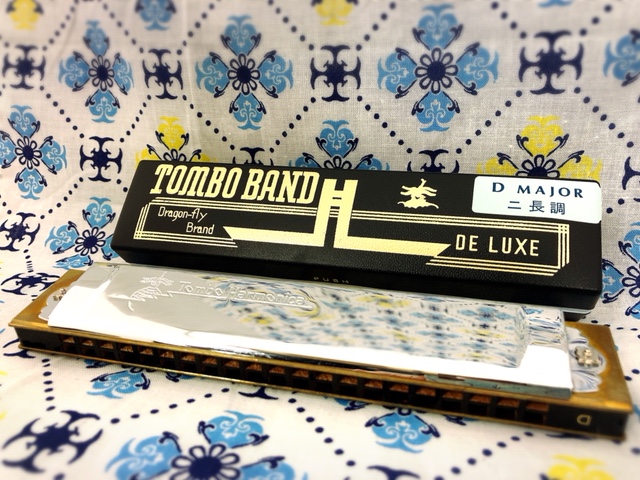 TOMBO BAND
D MAJOR
ニ長調
Dragon-fly
Brand
DE LUXE
PUSH
Tombo Harmonica
D